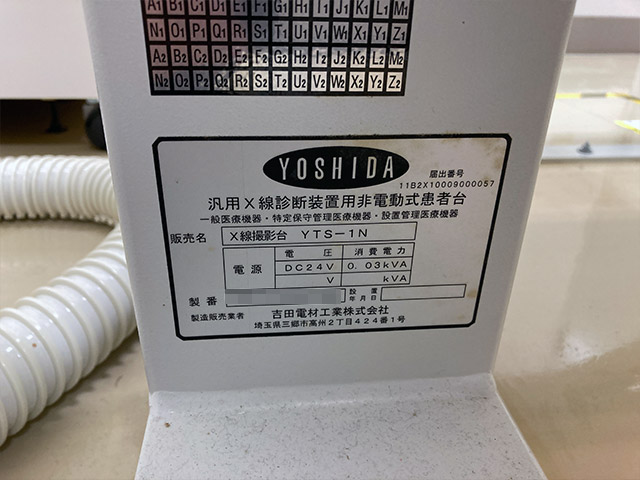 A1 B1 C1 D1 E1 F1 G1 H1 I1 J1 K1 L1 M1
N1 O1 P1 Q1 R1 S1 T1 U1 V1 W1 X1 Y1 Z1
A2 B2 C2 D2 E2 F2 G2 H2 I2 J2 K2 L2 M2
N2 O2 P2 Q2 R2 S2 T2 U2 V2 W2 X2 Y2 Z2
YOSHIDA
届出番号
11B2X10009000057
汎用X線診断装置用非電動式患者台
一般医療機器・特定保守管理医療機器・設置管理医療機器
販売名 X線撮影台 YTS-1N
電源 電圧 消費電力
DC24V 0.03kVA
V kVA
製番 設置年月日
製造販売業者 吉田電材工業株式会社
埼玉県三郷市高州2丁目424番1号